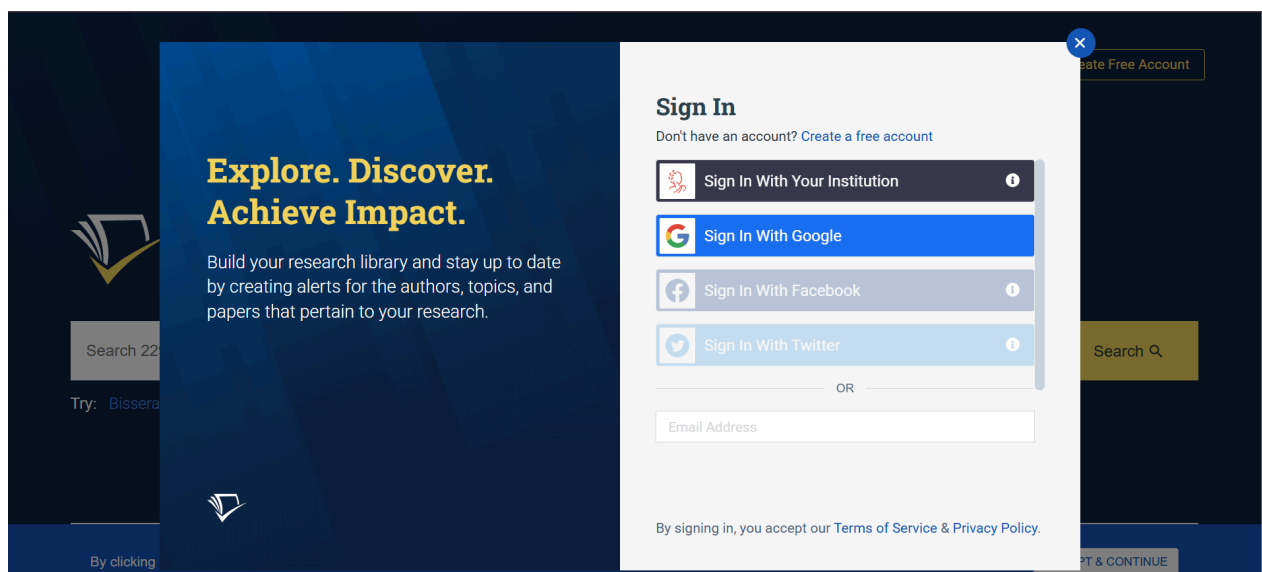 Create Free Account
Sign In
Don't have an account? Create a free account
Explore. Discover.
Achieve Impact.
Build your research library and stay up to date
by creating alerts for the authors, topics, and
papers that pertain to your research.
Sign In With Your Institution
Sign In With Google
Sign In With Facebook
Sign In With Twitter
OR
Email Address
By signing in, you accept our Terms of Service & Privacy Policy.
Search 22
Search
Try: Bissera
By clicking
& CONTINUE